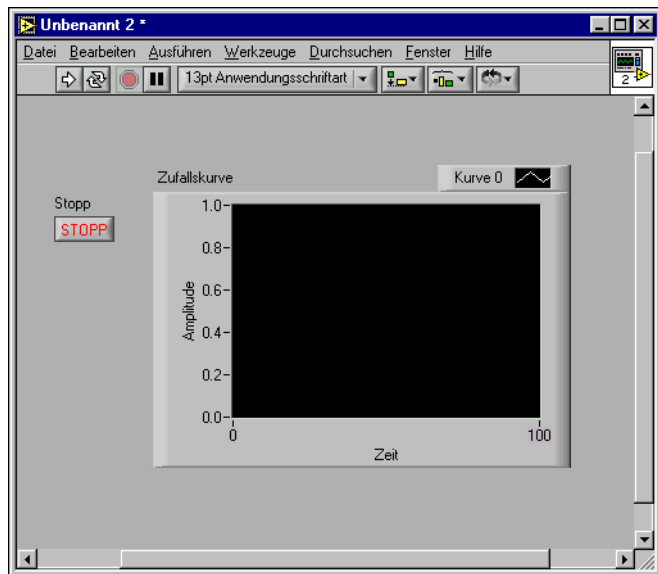 Unbenannt 2 *
Datei Bearbeiten Ausführen Werkzeuge Durchsuchen Fenster Hilfe
13pt Anwendungsschriftart
2
Zufallskurve
Kurve 0
Stopp
STOPP
1.0
0.8
0.6
0.4
0.2
0.0
Amplitude
0
100
Zeit